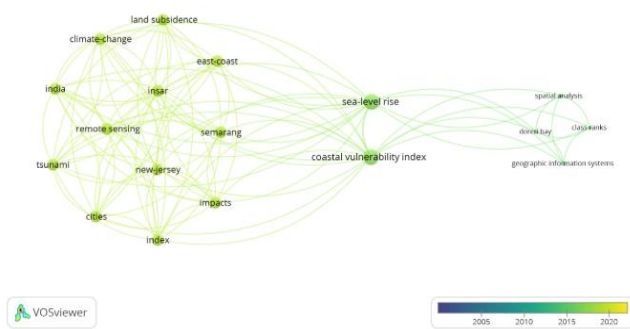 land subsidence
climate-change
east-coast
india
insar
sea-level rise
spatial analysis
remote sensing
semarang
donni bay
class ranks
coastal vulnerability index
tsunami
new-jersey
geographic information systems
impacts
cities
index
VOSviewer
2005 2010 2015 2020